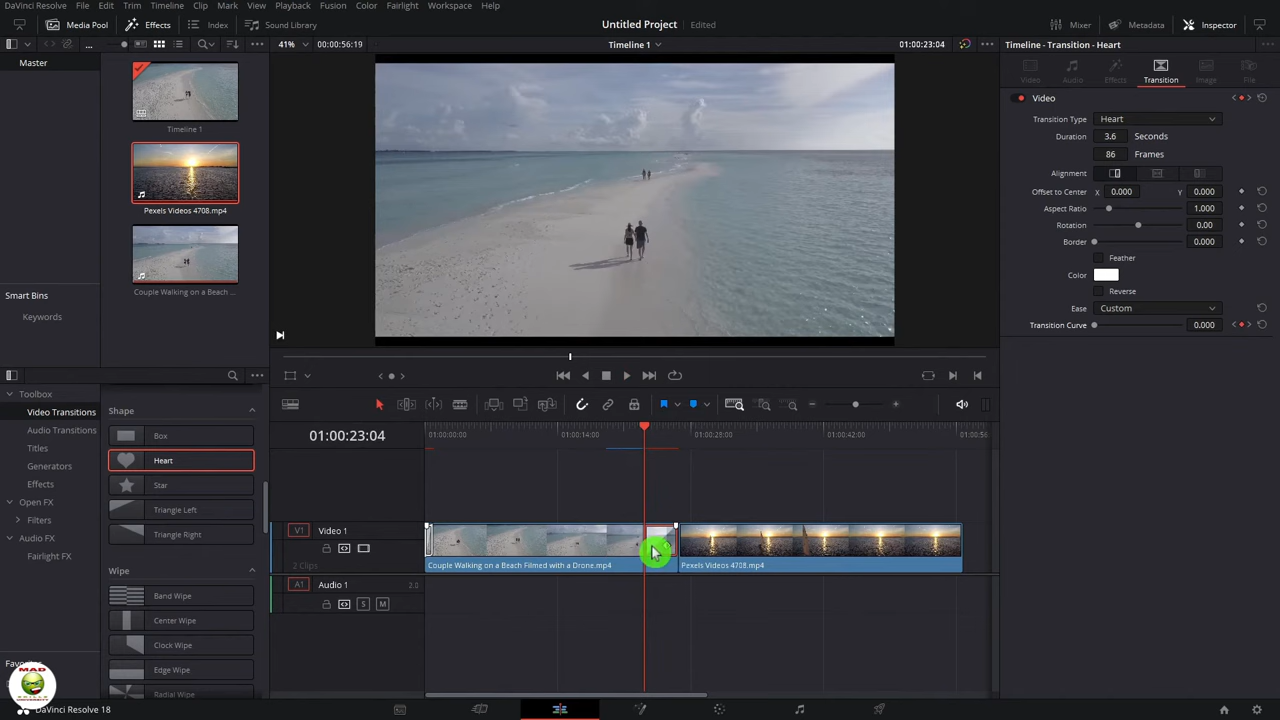 DaVinci Resolve File Edit Trim Timeline Clip Mark View Playback Fusion Color Fairlight Workspace Help
Media Pool Effects Index Sound Library Untitled Project Edited Mixer Metadata Inspector
... 41% 00:00:56:19 Timeline 1 01:00:23:04 Timeline - Transition - Heart
Master
Timeline 1
Pexels Videos 4708.mp4
Couple Walking on a Beach ...
Smart Bins
Keywords
Video Audio Effects Transition Image File
Video
Transition Type Heart
Duration 3.6 Seconds
86 Frames
Alignment
Offset to Center X 0.000 Y 0.000
Aspect Ratio 1.000
Rotation 0.00
Border 0.000
Feather
Color
Reverse
Ease Custom
Transition Curve 0.000
Toolbox
Video Transitions
Audio Transitions
Titles
Generators
Effects
Open FX
Filters
Audio FX
Fairlight FX
Shape
Box
Heart
Star
Triangle Left
Triangle Right
Wipe
Band Wipe
Center Wipe
Clock Wipe
Edge Wipe
Radial Wipe
01:00:23:04
01:00:00:00 01:00:14:00 01:00:28:00 01:00:42:00 01:00:56
V1 Video 1
2 Clips
Couple Walking on a Beach Filmed with a Drone.mp4 Pexels Videos 4708.mp4
A1 Audio 1 2.0
S M
MAD
DaVinci Resolve 18